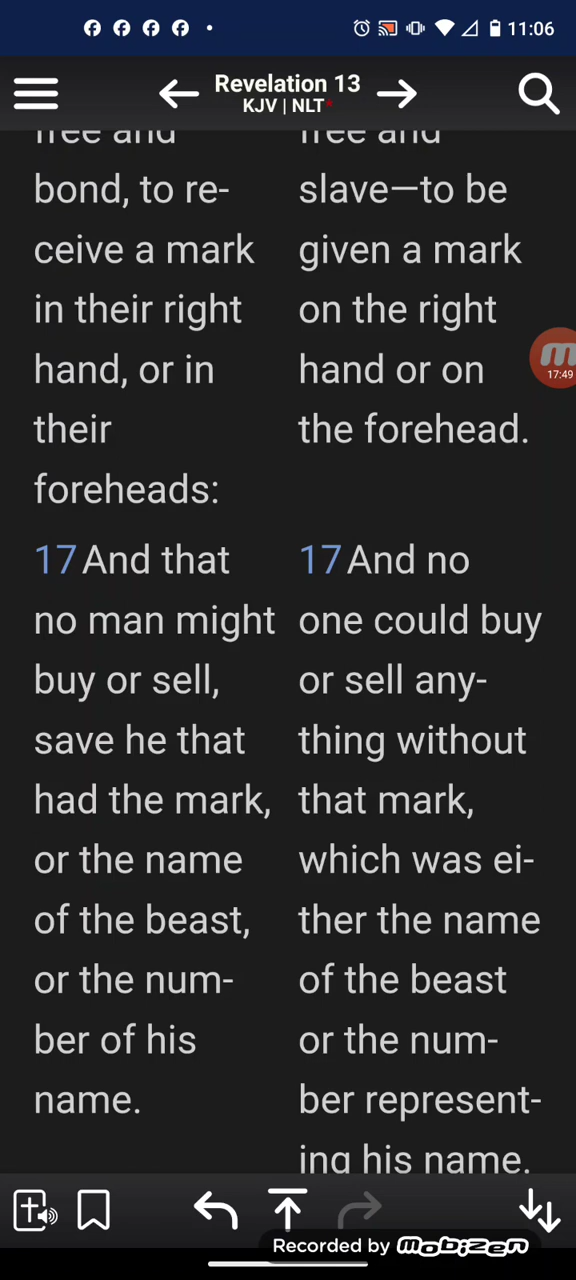 11:06
Revelation 13
KJV | NLT*
free and
bond, to re-
ceive a mark
in their right
hand, or in
their
foreheads:
17 And that
no man might
buy or sell,
save he that
had the mark,
or the name
of the beast,
or the num-
ber of his
name.
free and
slave—to be
given a mark
on the right
hand or on
the forehead.
17 And no
one could buy
or sell any-
thing without
that mark,
which was ei-
ther the name
of the beast
or the num-
ber represent-
ing his name.
m
17:49
Recorded by mobizen